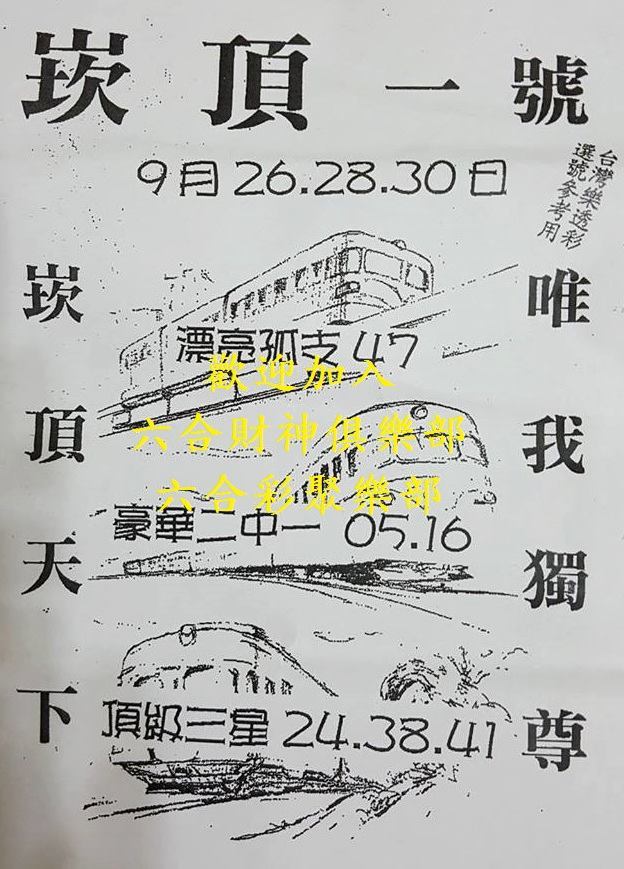 崁頂一號
9月26.28.30日
台灣樂透彩
選號參考用
崁頂天下
唯我獨尊
漂亮孤支 47
歡迎加入
六合財神俱樂部
六合彩聚樂部
豪華二中一 05.16
頂級三星 24.38.41